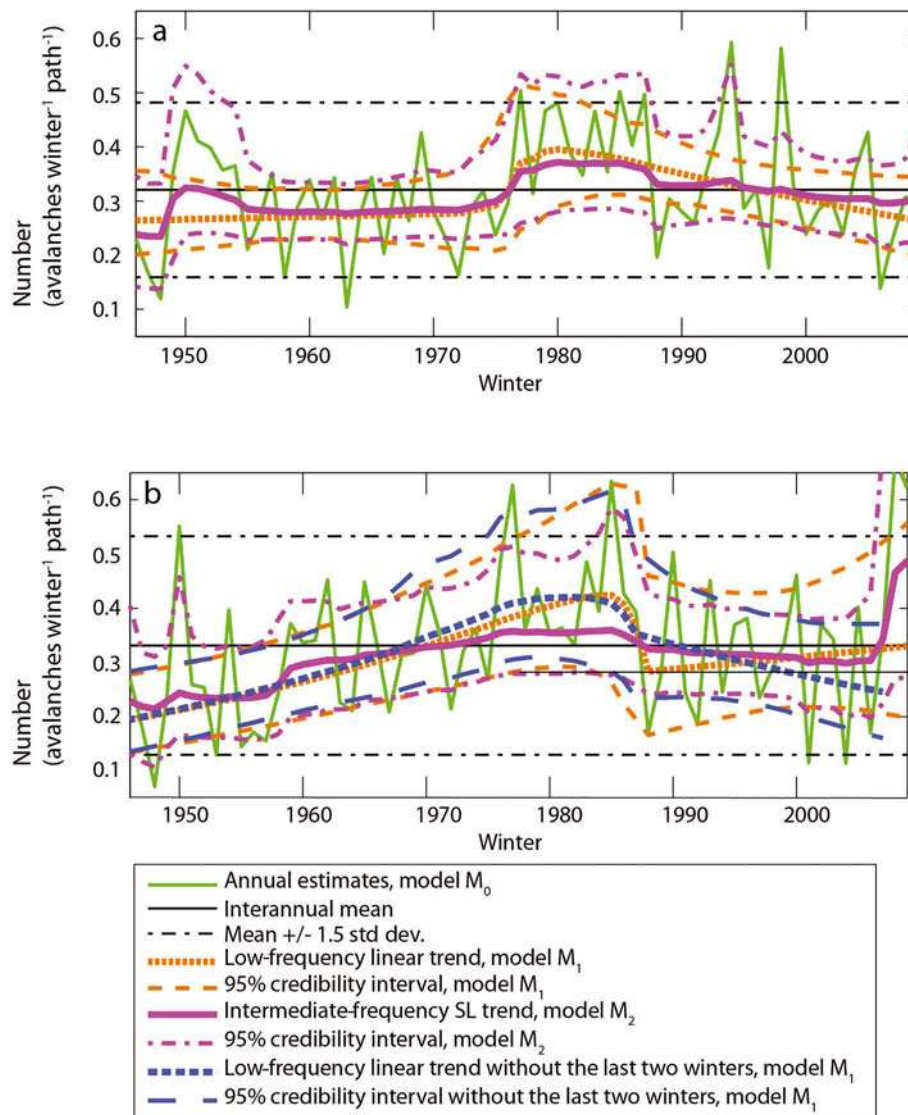 a
0.6
0.5
0.4
0.3
0.2
0.1
Number
(avalanches winter⁻¹ path⁻¹)
1950 1960 1970 1980 1990 2000
Winter
b
0.6
0.5
0.4
0.3
0.2
0.1
Number
(avalanches winter⁻¹ path⁻¹)
1950 1960 1970 1980 1990 2000
Winter
Annual estimates, model M₀
Interannual mean
Mean +/- 1.5 std dev.
Low-frequency linear trend, model M₁
95% credibility interval, model M₁
Intermediate-frequency SL trend, model M₂
95% credibility interval, model M₂
Low-frequency linear trend without the last two winters, model M₁
95% credibility interval without the last two winters, model M₁